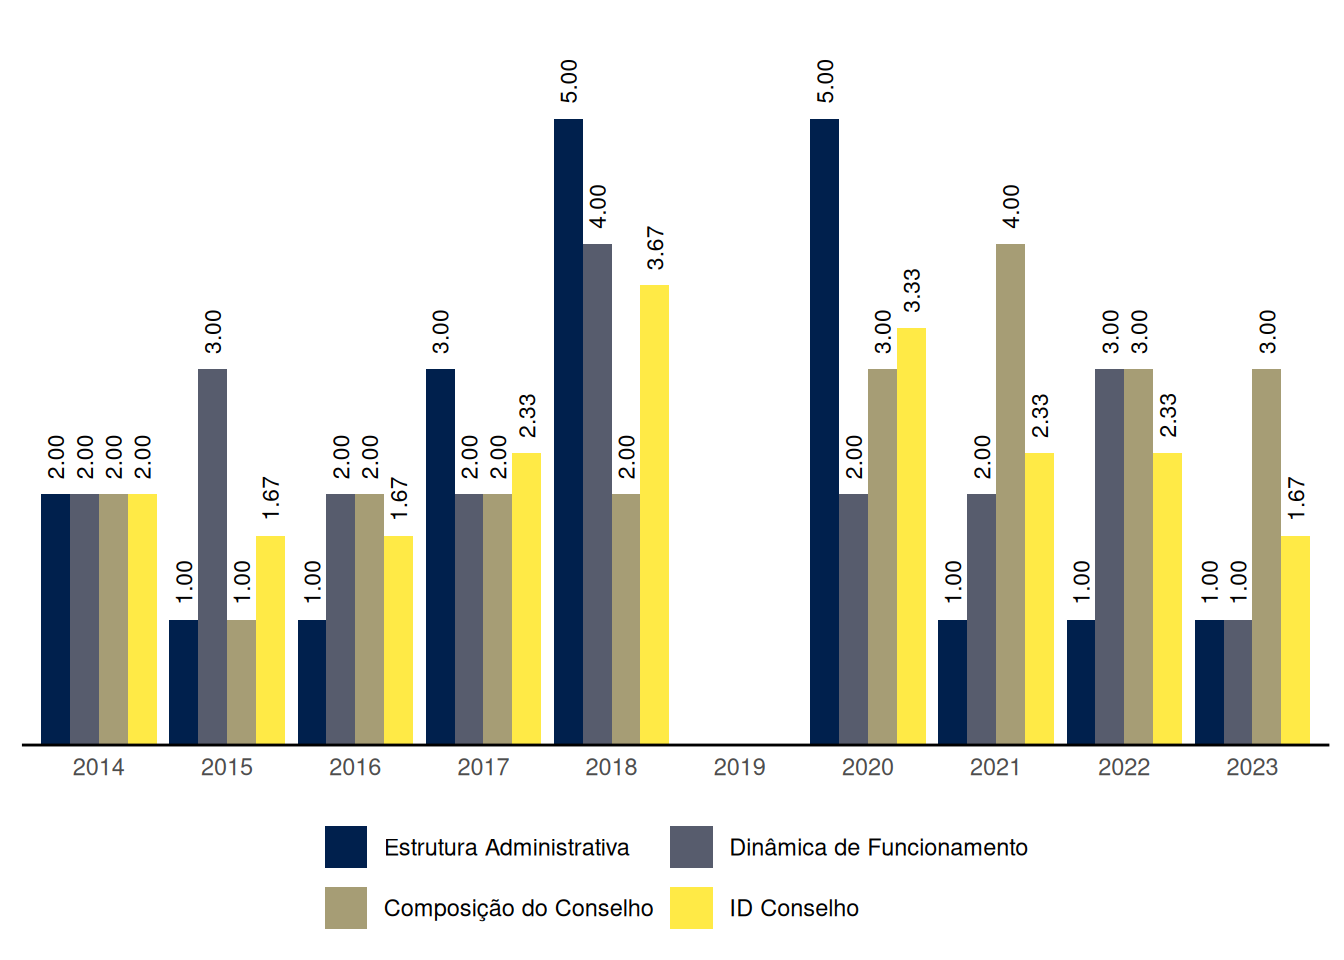 2.00 2.00 2.00 2.00
1.00 3.00 1.00 1.67
1.00 2.00 2.00 1.67
3.00 2.00 2.00 2.33
5.00 4.00 2.00 3.67
5.00 2.00 3.00 3.33
1.00 2.00 4.00 2.33
1.00 3.00 3.00 2.33
1.00 1.00 3.00 1.67
2014 2015 2016 2017 2018 2019 2020 2021 2022 2023
Estrutura Administrativa Dinâmica de Funcionamento
Composição do Conselho ID Conselho